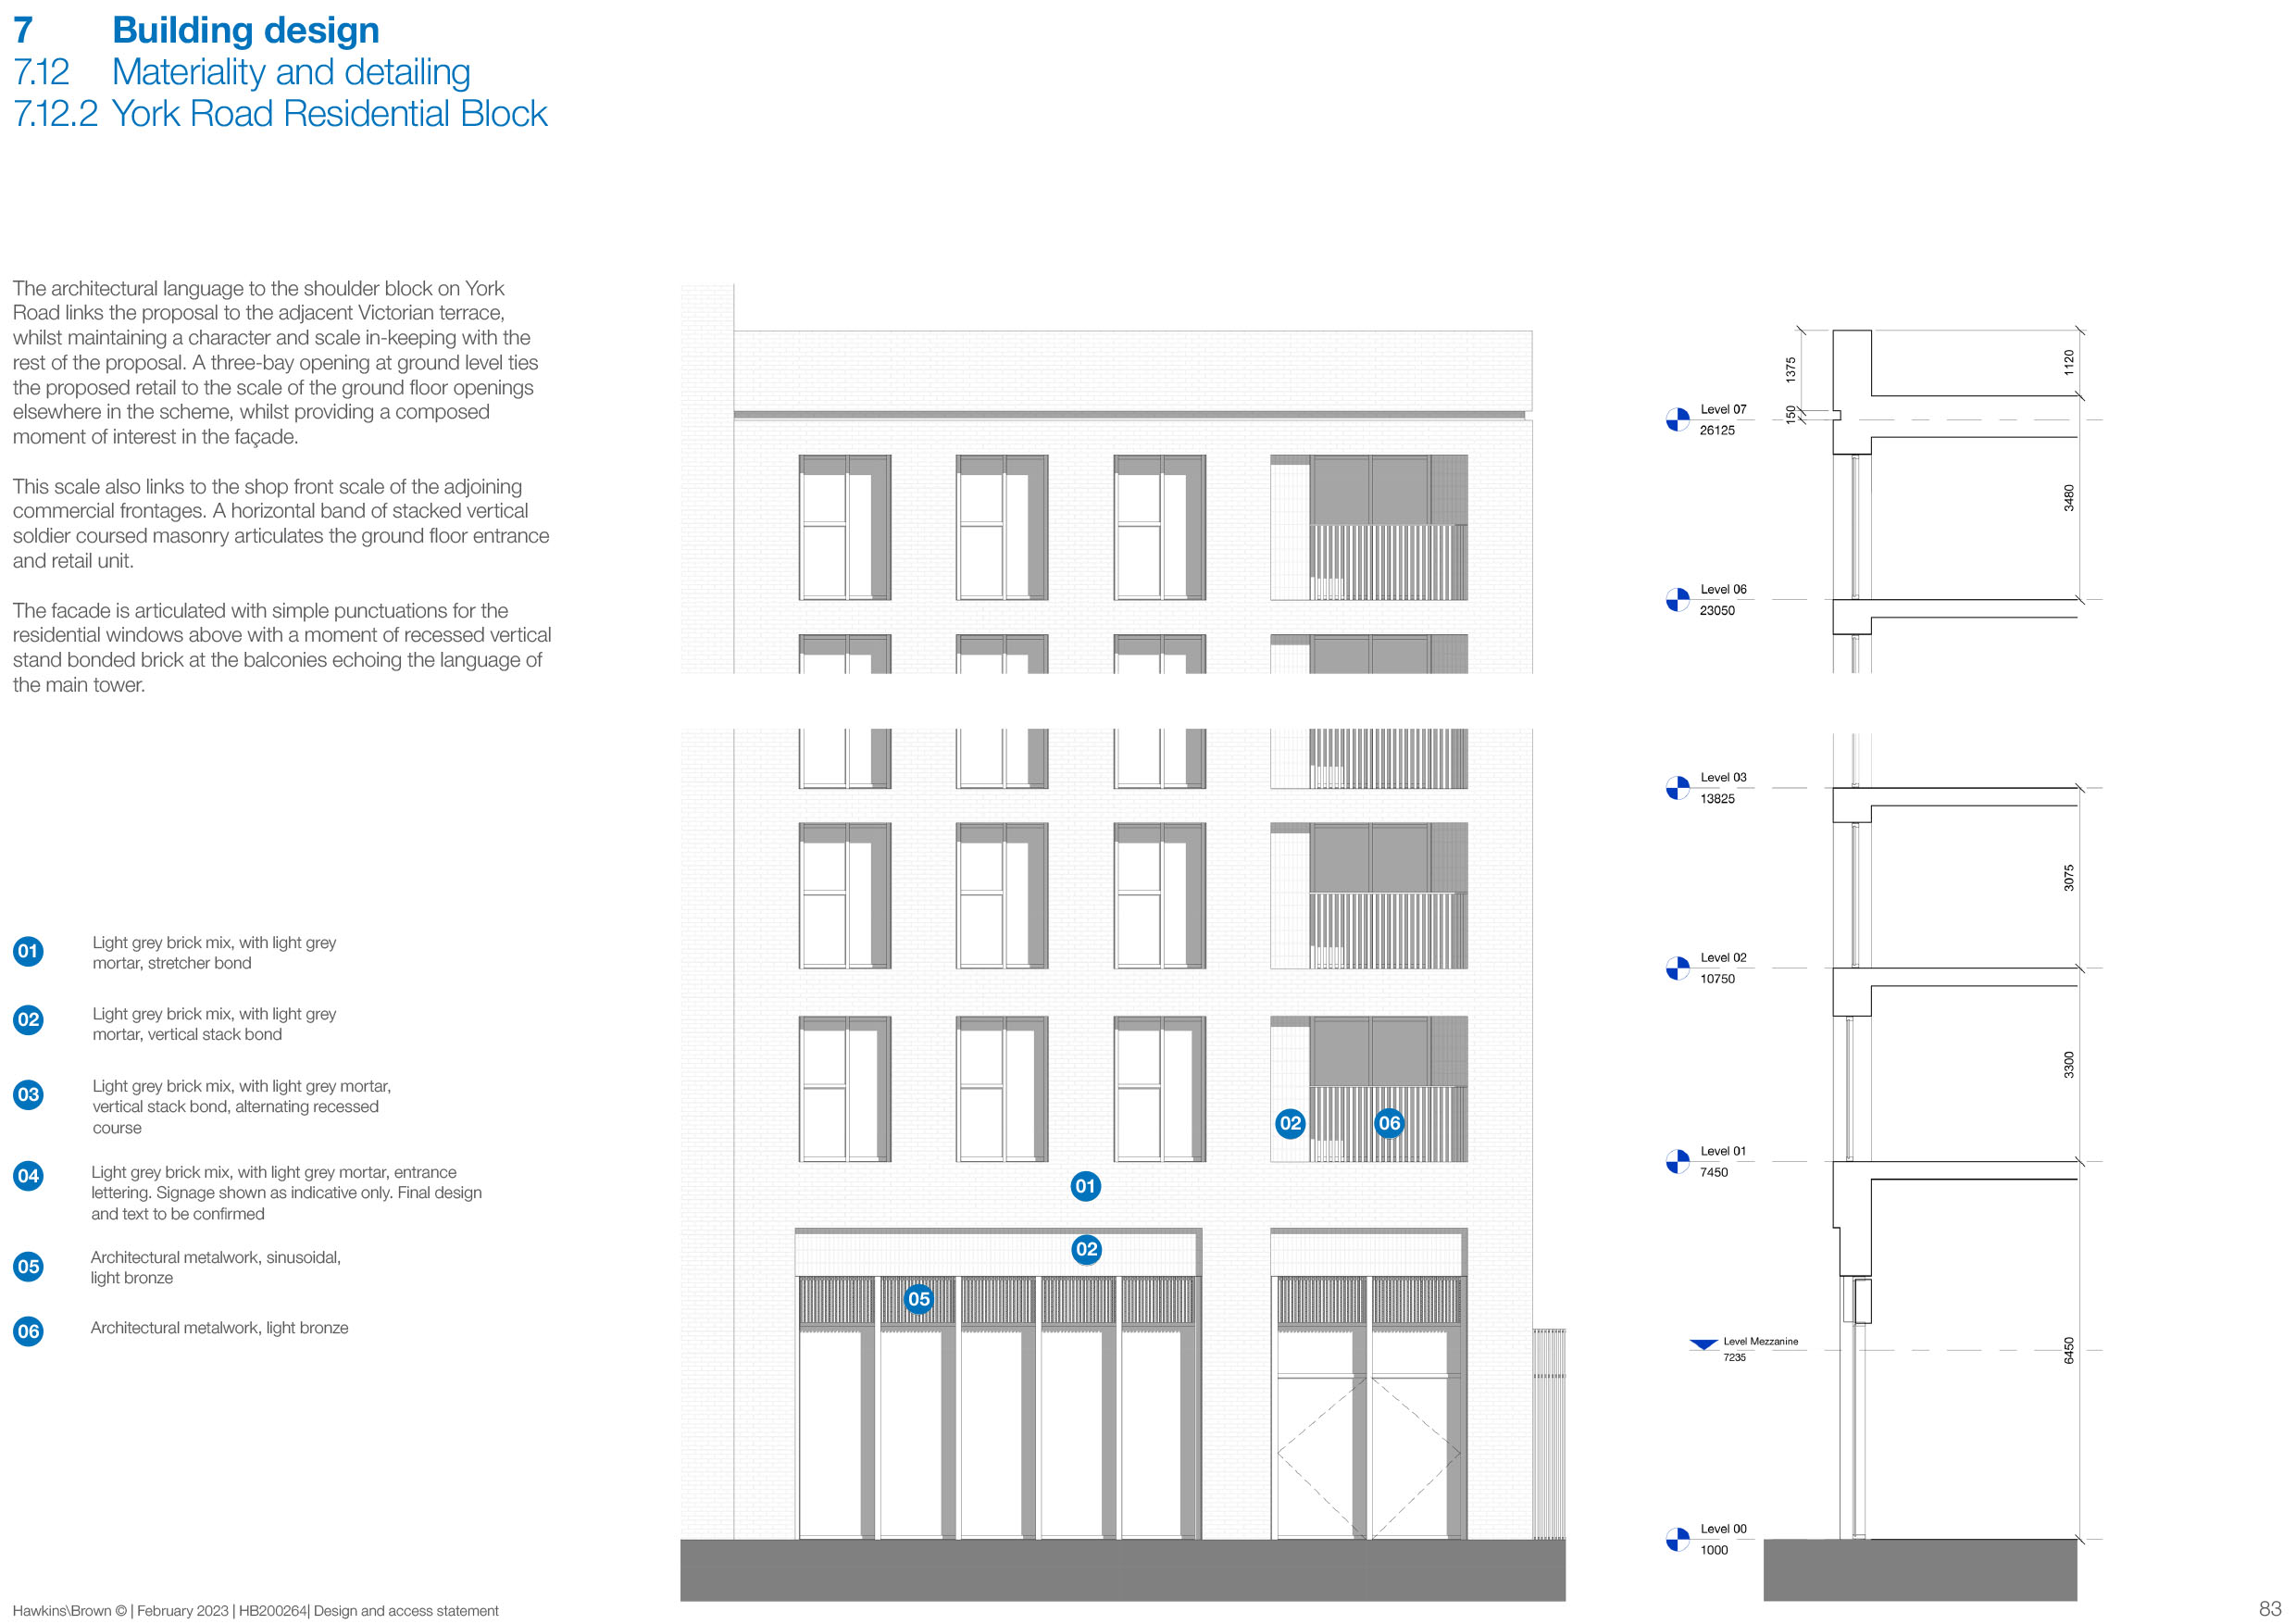 7 Building design
7.12 Materiality and detailing
7.12.2 York Road Residential Block
The architectural language to the shoulder block on York
Road links the proposal to the adjacent Victorian terrace,
whilst maintaining a character and scale in-keeping with the
rest of the proposal. A three-bay opening at ground level ties
the proposed retail to the scale of the ground floor openings
elsewhere in the scheme, whilst providing a composed
moment of interest in the façade.
This scale also links to the shop front scale of the adjoining
commercial frontages. A horizontal band of stacked vertical
soldier coursed masonry articulates the ground floor entrance
and retail unit.
The facade is articulated with simple punctuations for the
residential windows above with a moment of recessed vertical
stand bonded brick at the balconies echoing the language of
the main tower.
01 Light grey brick mix, with light grey
mortar, stretcher bond
02 Light grey brick mix, with light grey
mortar, vertical stack bond
03 Light grey brick mix, with light grey mortar,
vertical stack bond, alternating recessed
course
04 Light grey brick mix, with light grey mortar, entrance
lettering. Signage shown as indicative only. Final design
and text to be confirmed
05 Architectural metalwork, sinusoidal,
light bronze
06 Architectural metalwork, light bronze
02
06
01
02
05
1375
150
1120
Level 07
26125
3480
Level 06
23050
Level 03
13825
3075
Level 02
10750
3300
Level 01
7450
Level Mezzanine
7235
6450
Level 00
1000
Hawkins\Brown © | February 2023 | HB200264| Design and access statement
83